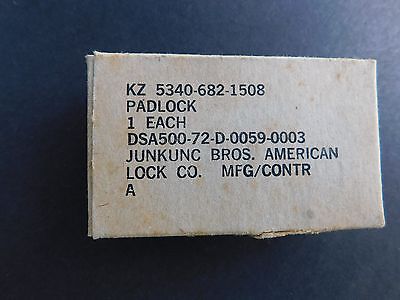 KZ 5340-682-1508
PADLOCK
1 EACH
DSA500-72-D-0059-0003
JUNKUNC BROS. AMERICAN
LOCK CO. MFG/CONTR
A